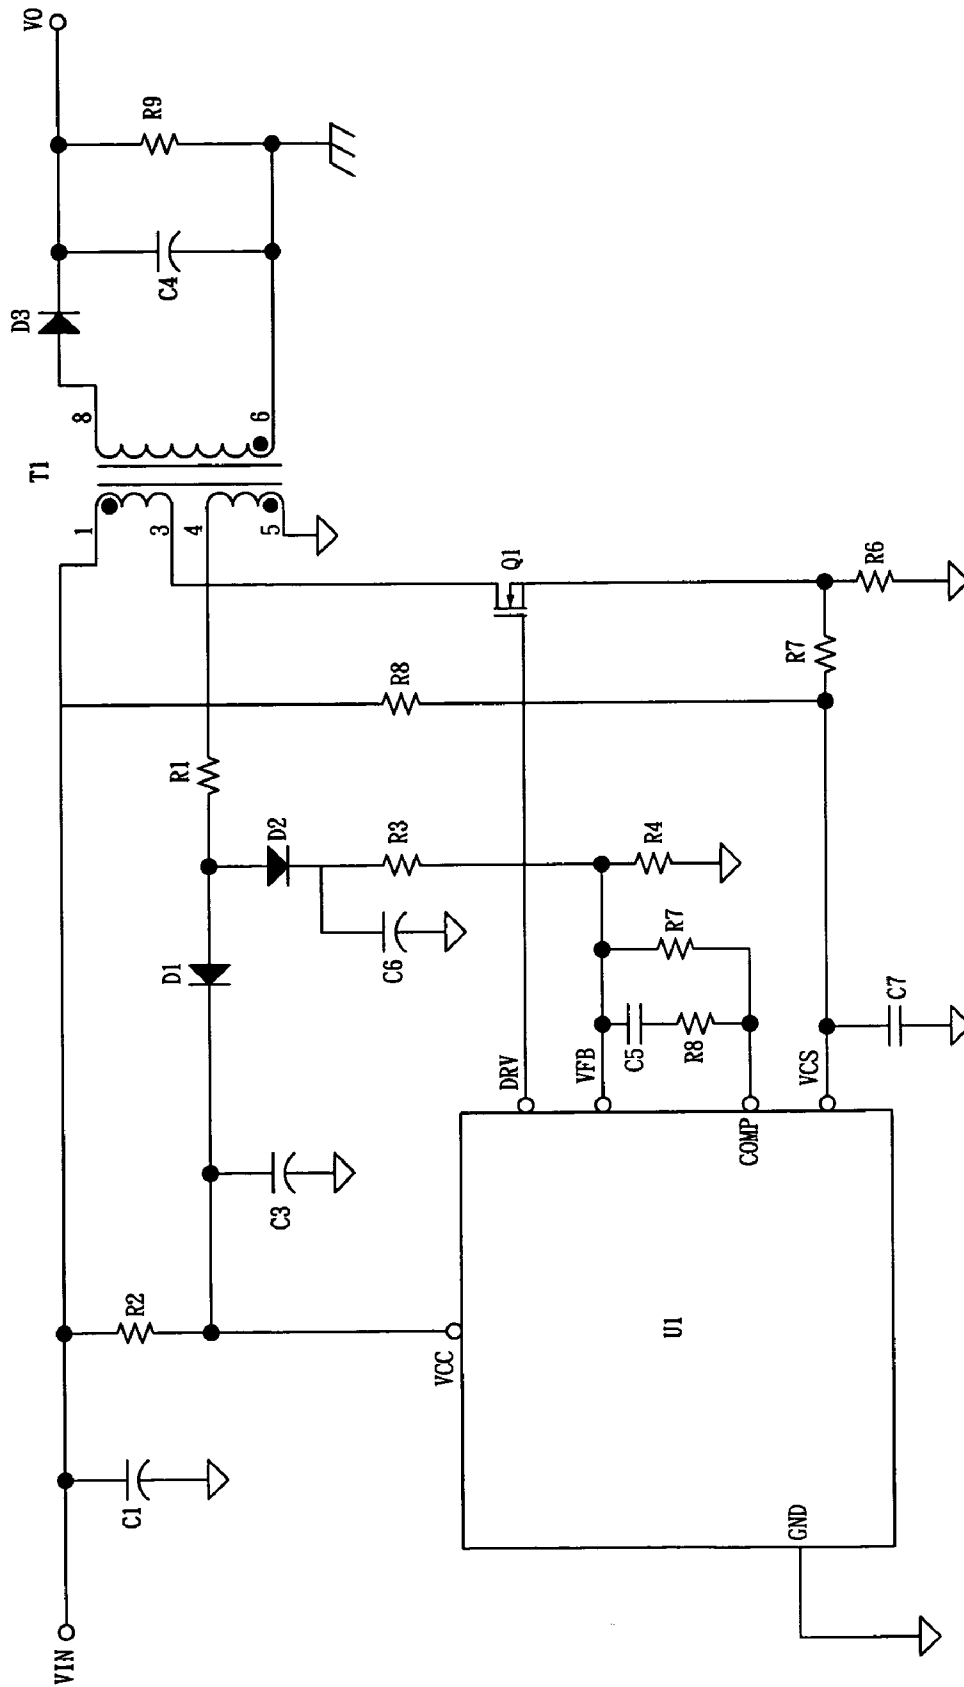 VIN
C1
R2
C3
D1
D2
C6
R1
R3
R8
T1
1
3
4
5
8
6
D3
C4
R9
VO
Q1
R4
R7
C5
R8
R7
R6
C7
VCC
DRV
VFB
COMP
VCS
U1
GND